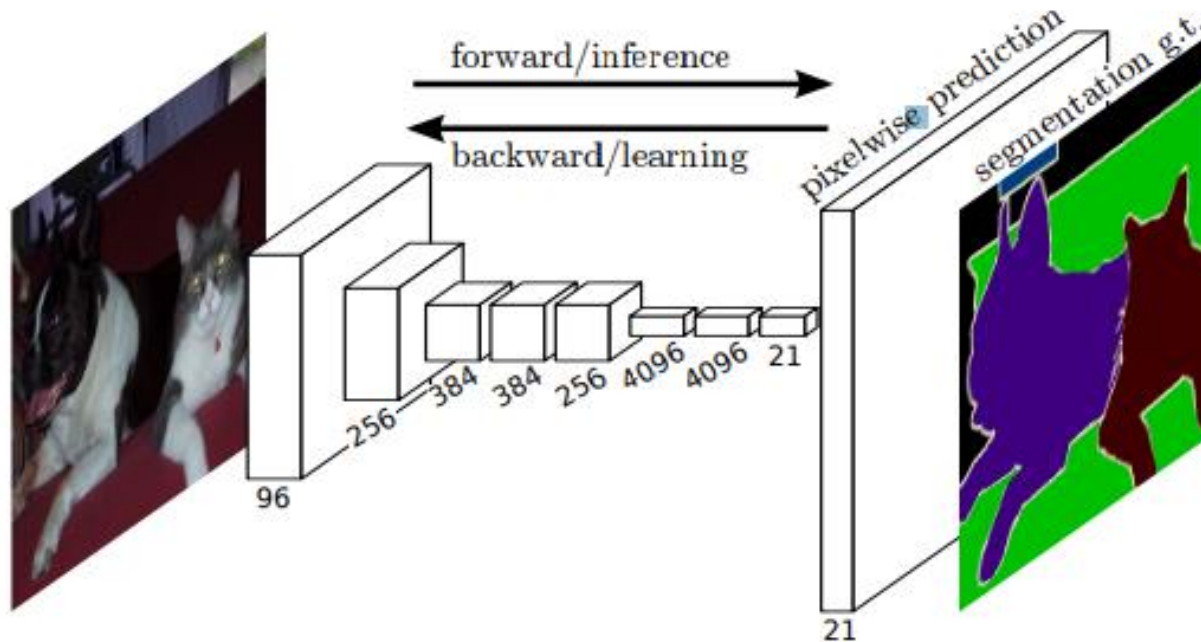 forward/inference
backward/learning
pixelwise prediction
segmentation g.t.
96
256
384
384
256
4096
4096
21
21